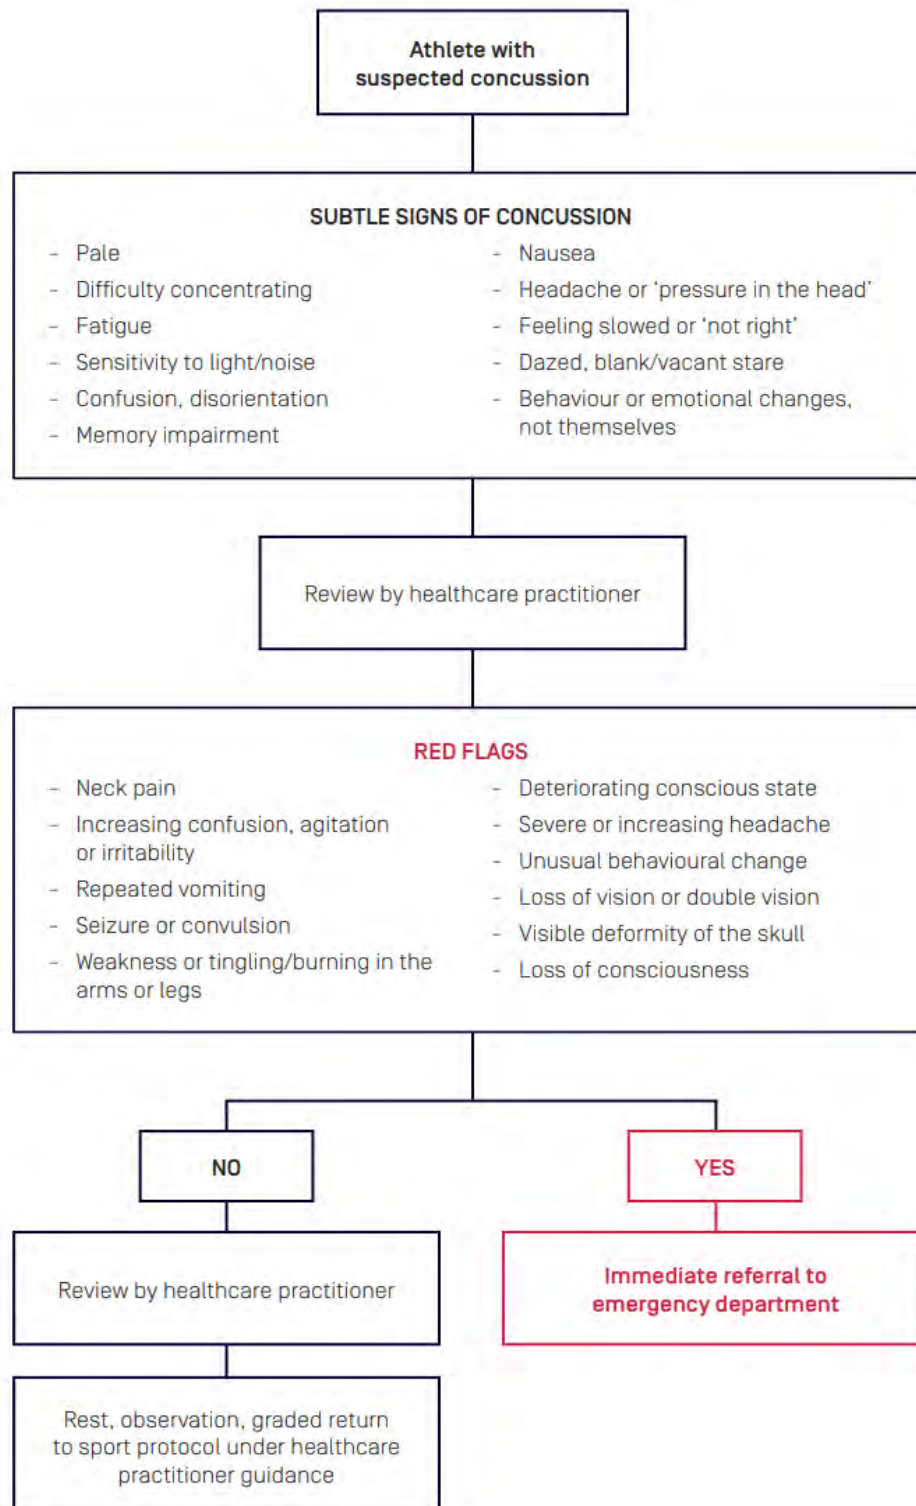 Athlete with
suspected concussion
SUBTLE SIGNS OF CONCUSSION
- Pale
- Difficulty concentrating
- Fatigue
- Sensitivity to light/noise
- Confusion, disorientation
- Memory impairment
- Nausea
- Headache or ‘pressure in the head’
- Feeling slowed or ‘not right’
- Dazed, blank/vacant stare
- Behaviour or emotional changes,
not themselves
Review by healthcare practitioner
RED FLAGS
- Neck pain
- Increasing confusion, agitation
or irritability
- Repeated vomiting
- Seizure or convulsion
- Weakness or tingling/burning in the
arms or legs
- Deteriorating conscious state
- Severe or increasing headache
- Unusual behavioural change
- Loss of vision or double vision
- Visible deformity of the skull
- Loss of consciousness
NO
Review by healthcare practitioner
Rest, observation, graded return
to sport protocol under healthcare
practitioner guidance
YES
Immediate referral to
emergency department